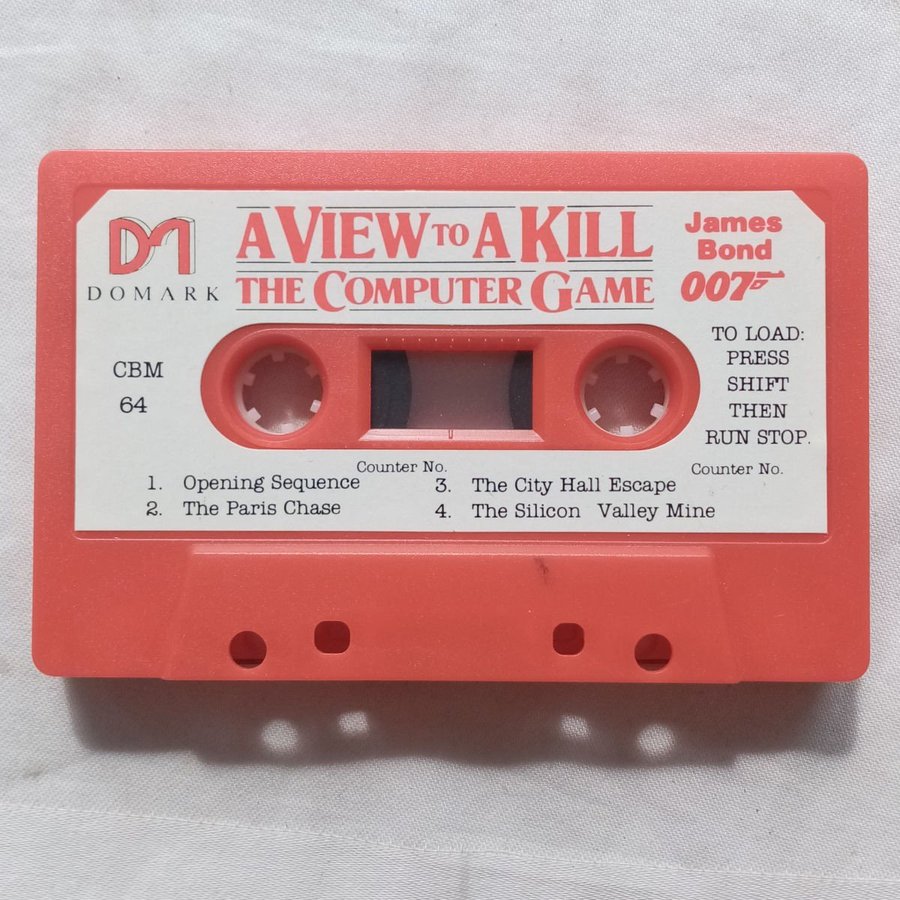 DM
DOMARK
A VIEW TO A KILL
THE COMPUTER GAME
James
Bond
007
CBM
64
TO LOAD:
PRESS
SHIFT
THEN
RUN STOP.
Counter No.
1. Opening Sequence
2. The Paris Chase
Counter No.
3. The City Hall Escape
4. The Silicon Valley Mine